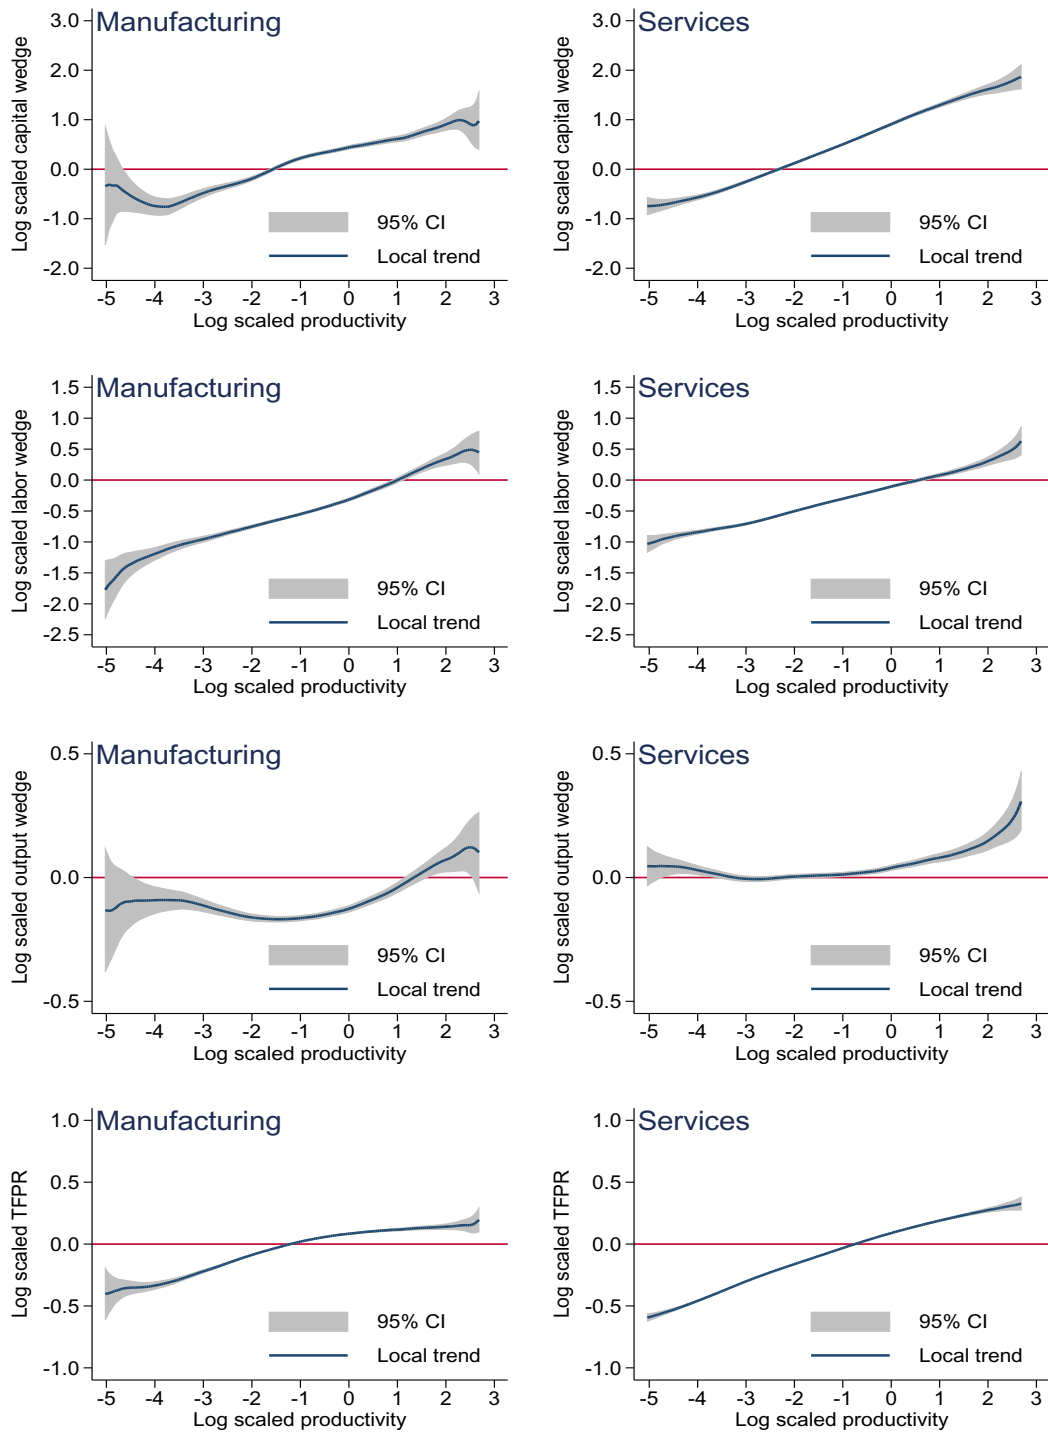 Manufacturing
Log scaled capital wedge
3.0
2.0
1.0
0.0
-1.0
-2.0
95% CI
Local trend
-5 -4 -3 -2 -1 0 1 2 3
Log scaled productivity
Services
Log scaled capital wedge
3.0
2.0
1.0
0.0
-1.0
-2.0
95% CI
Local trend
-5 -4 -3 -2 -1 0 1 2 3
Log scaled productivity
Manufacturing
Log scaled labor wedge
1.5
1.0
0.5
0.0
-0.5
-1.0
-1.5
-2.0
-2.5
95% CI
Local trend
-5 -4 -3 -2 -1 0 1 2 3
Log scaled productivity
Services
Log scaled labor wedge
1.5
1.0
0.5
0.0
-0.5
-1.0
-1.5
-2.0
-2.5
95% CI
Local trend
-5 -4 -3 -2 -1 0 1 2 3
Log scaled productivity
Manufacturing
Log scaled output wedge
0.5
0.0
-0.5
95% CI
Local trend
-5 -4 -3 -2 -1 0 1 2 3
Log scaled productivity
Services
Log scaled output wedge
0.5
0.0
-0.5
95% CI
Local trend
-5 -4 -3 -2 -1 0 1 2 3
Log scaled productivity
Manufacturing
Log scaled TFPR
1.0
0.5
0.0
-0.5
-1.0
95% CI
Local trend
-5 -4 -3 -2 -1 0 1 2 3
Log scaled productivity
Services
Log scaled TFPR
1.0
0.5
0.0
-0.5
-1.0
95% CI
Local trend
-5 -4 -3 -2 -1 0 1 2 3
Log scaled productivity